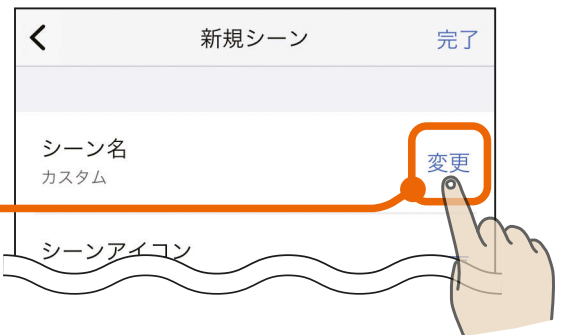 新規シーン 完了
シーン名 変更
カスタム
シーンアイコン